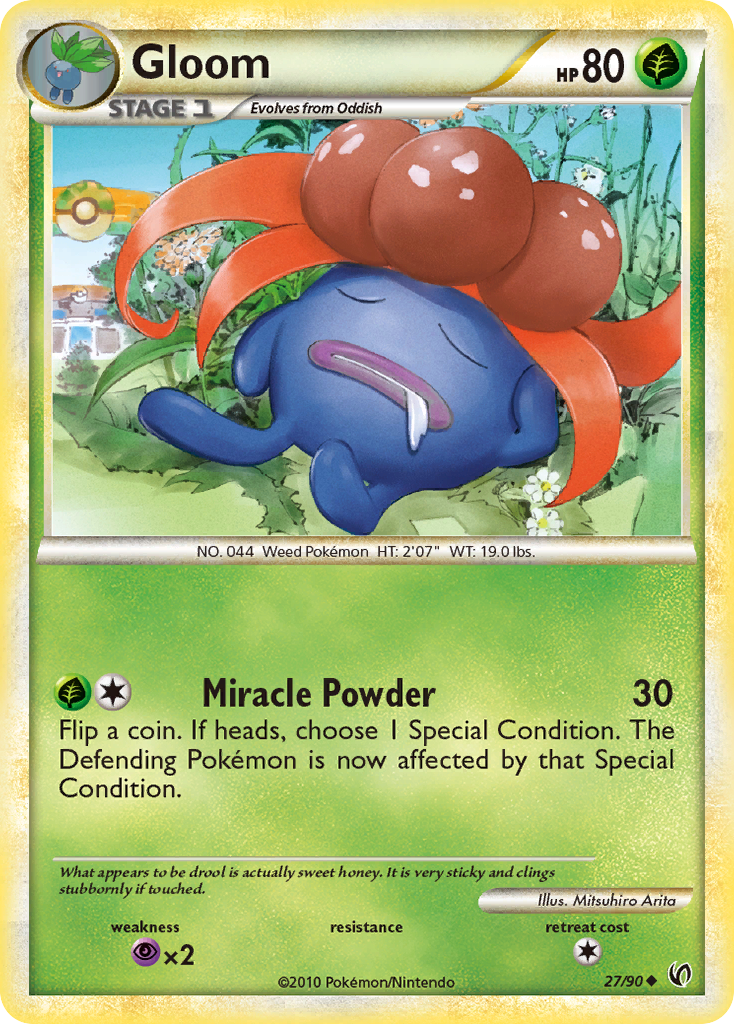 Gloom
HP 80
STAGE 1
Evolves from Oddish
NO. 044 Weed Pokémon HT: 2'07" WT: 19.0 lbs.
Miracle Powder 30
Flip a coin. If heads, choose 1 Special Condition. The
Defending Pokémon is now affected by that Special
Condition.
What appears to be drool is actually sweet honey. It is very sticky and clings
stubbornly if touched.
Illus. Mitsuhiro Arita
weakness resistance retreat cost
×2
©2010 Pokémon/Nintendo
27/90